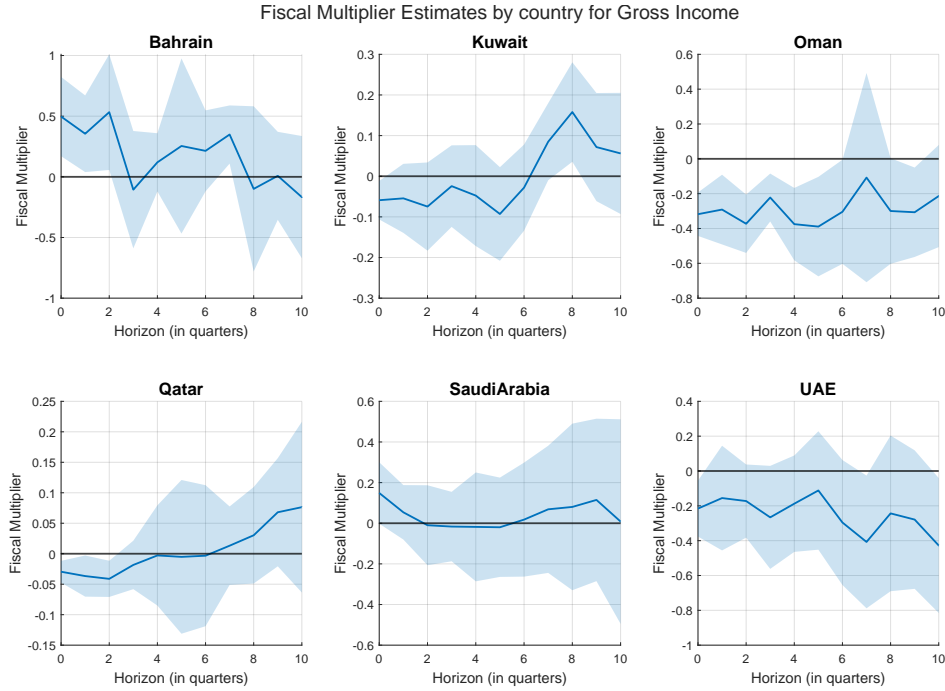 Fiscal Multiplier Estimates by country for Gross Income
Bahrain
Kuwait
Oman
1
0.5
0
-0.5
-1
Fiscal Multiplier
0 2 4 6 8 10
Horizon (in quarters)
0.3
0.2
0.1
0
-0.1
-0.2
-0.3
Fiscal Multiplier
0 2 4 6 8 10
Horizon (in quarters)
0.6
0.4
0.2
0
-0.2
-0.4
-0.6
-0.8
Fiscal Multiplier
0 2 4 6 8 10
Horizon (in quarters)
Qatar
SaudiArabia
UAE
0.25
0.2
0.15
0.1
0.05
0
-0.05
-0.1
-0.15
Fiscal Multiplier
0 2 4 6 8 10
Horizon (in quarters)
0.6
0.4
0.2
0
-0.2
-0.4
-0.6
Fiscal Multiplier
0 2 4 6 8 10
Horizon (in quarters)
0.4
0.2
0
-0.2
-0.4
-0.6
-0.8
-1
Fiscal Multiplier
0 2 4 6 8 10
Horizon (in quarters)